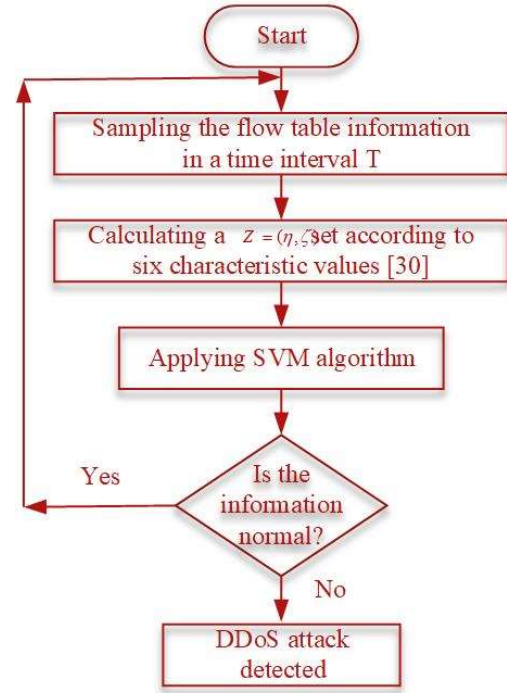 Start
Sampling the flow table information
in a time interval T
Calculating a Z = (η, ζ) set according to
six characteristic values [30]
Applying SVM algorithm
Yes
Is the
information
normal?
No
DDoS attack
detected